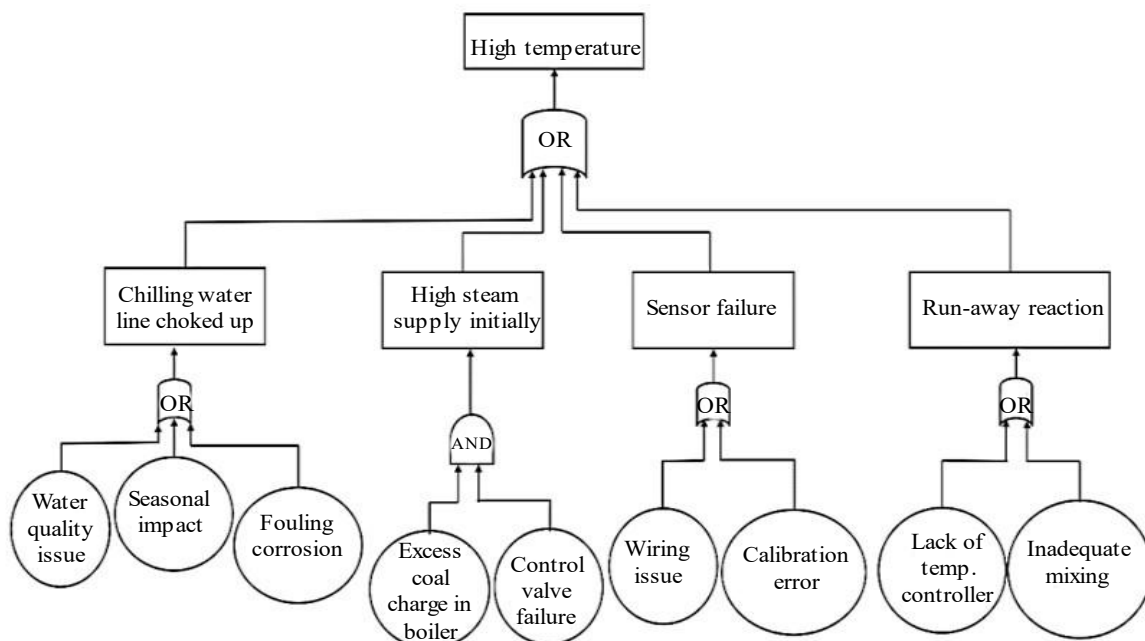 High temperature
OR
Chilling water
line choked up
High steam
supply initially
Sensor failure
Run-away reaction
OR
AND
OR
OR
Water
quality
issue
Seasonal
impact
Fouling
corrosion
Excess
coal
charge in
boiler
Control
valve
failure
Wiring
issue
Calibration
error
Lack of
temp.
controller
Inadequate
mixing